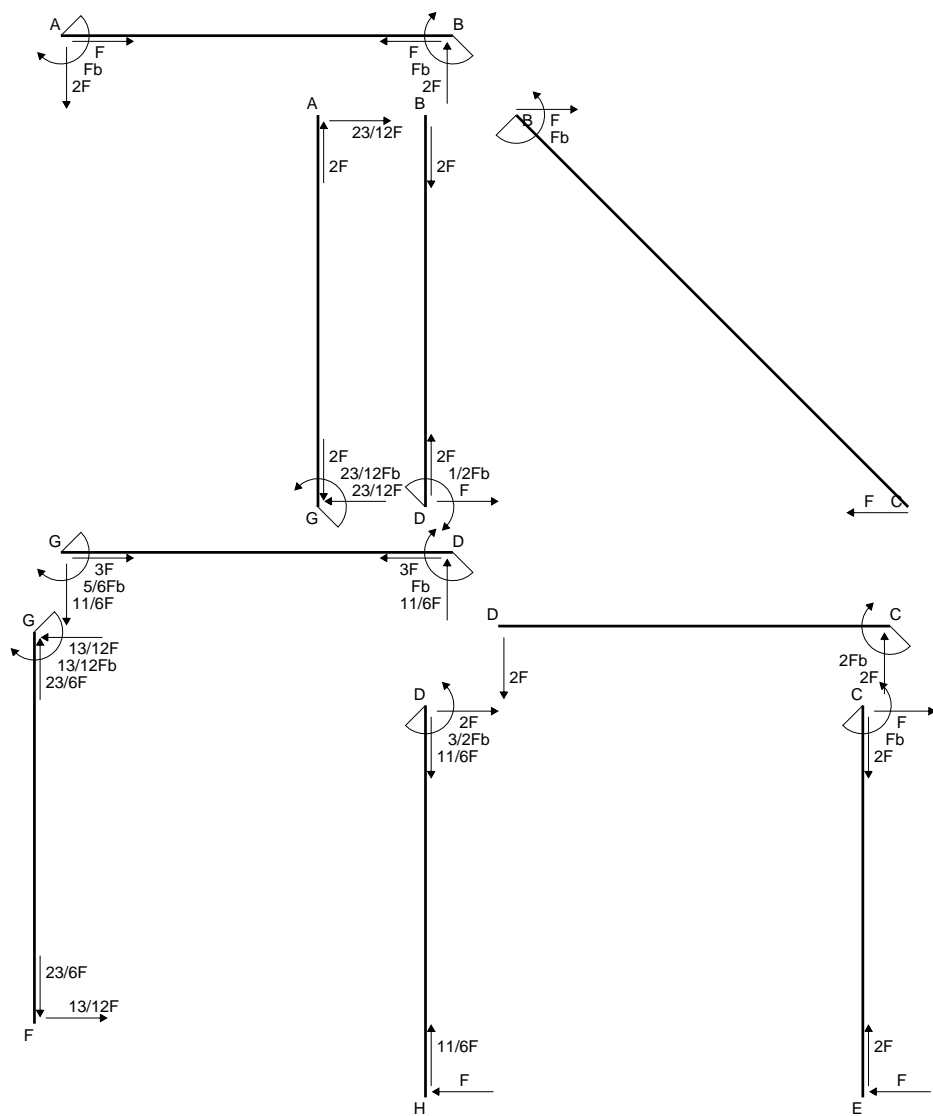 A B
F F
Fb Fb
2F 2F
A B
23/12F
2F 2F
B F
Fb
2F 2F
23/12Fb 1/2Fb
23/12F F
G D
F C
G D
3F 3F
5/6Fb Fb
11/6F 11/6F
G
13/12F
13/12Fb
23/6F
D C
2Fb
2F 2F
D C
2F F
3/2Fb Fb
11/6F 2F
23/6F
13/12F
F
11/6F 2F
F F
H E